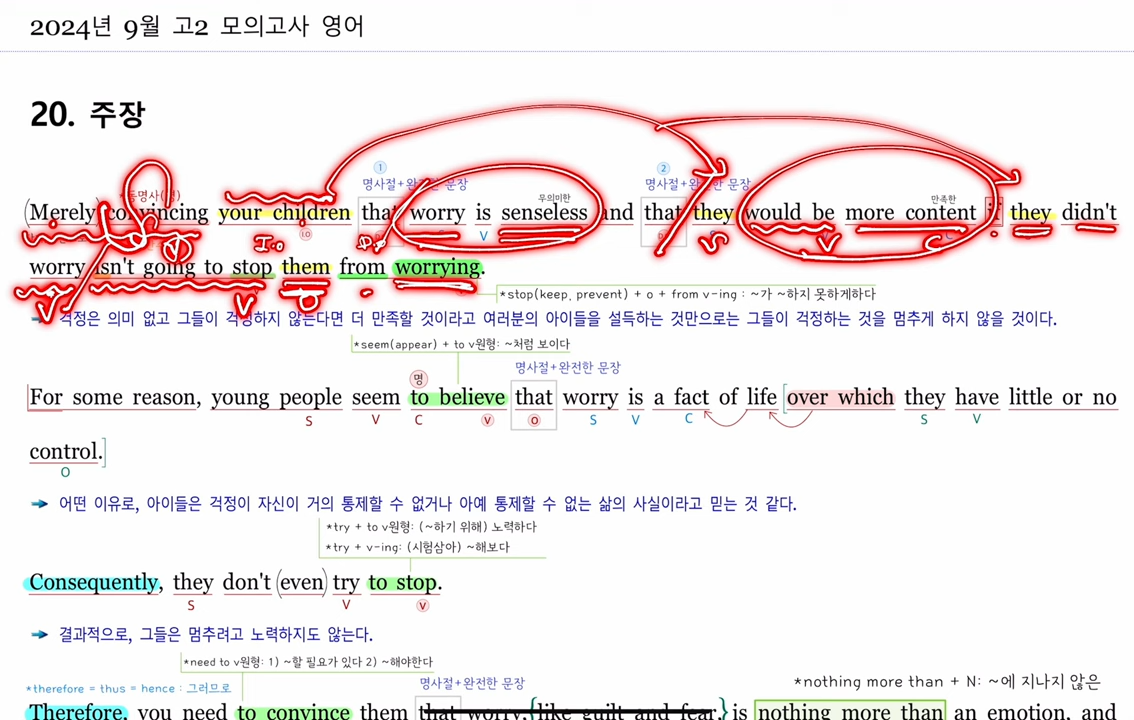 2024년 9월 고2 모의고사 영어
20. 주장
동명사(절)
① ②
명사절+완전한 문장 명사절+완전한 문장
무의미한 만족한
(Merely convincing your children that worry is senseless and that they would be more content if they didn't
I.O V I.O D.O V S V C
worry isn't going to stop them from worrying.
V V O
*stop(keep, prevent) + o + from v-ing : ~가 ~하지 못하게하다
걱정은 의미 없고 그들이 걱정하지 않는다면 더 만족할 것이라고 여러분의 아이들을 설득하는 것만으로는 그들이 걱정하는 것을 멈추게 하지 않을 것이다.
*seem(appear) + to v원형: ~처럼 보이다
명 명사절+완전한 문장
For some reason, young people seem to believe that worry is a fact of life [over which they have little or no
S V C v o S V C S V
control.]
O
어떤 이유로, 아이들은 걱정이 자신이 거의 통제할 수 없거나 아예 통제할 수 없는 삶의 사실이라고 믿는 것 같다.
*try + to v원형: (~하기 위해) 노력하다
*try + v-ing: (시험삼아) ~해보다
Consequently, they don't (even) try to stop.
S V v
결과적으로, 그들은 멈추려고 노력하지도 않는다.
*need to v원형: 1) ~할 필요가 있다 2) ~해야한다
*therefore = thus = hence : 그러므로 명사절+완전한 문장 *nothing more than + N: ~에 지나지 않은
Therefore, you need to convince them that worry, {like guilt and fear,} is nothing more than an emotion, and